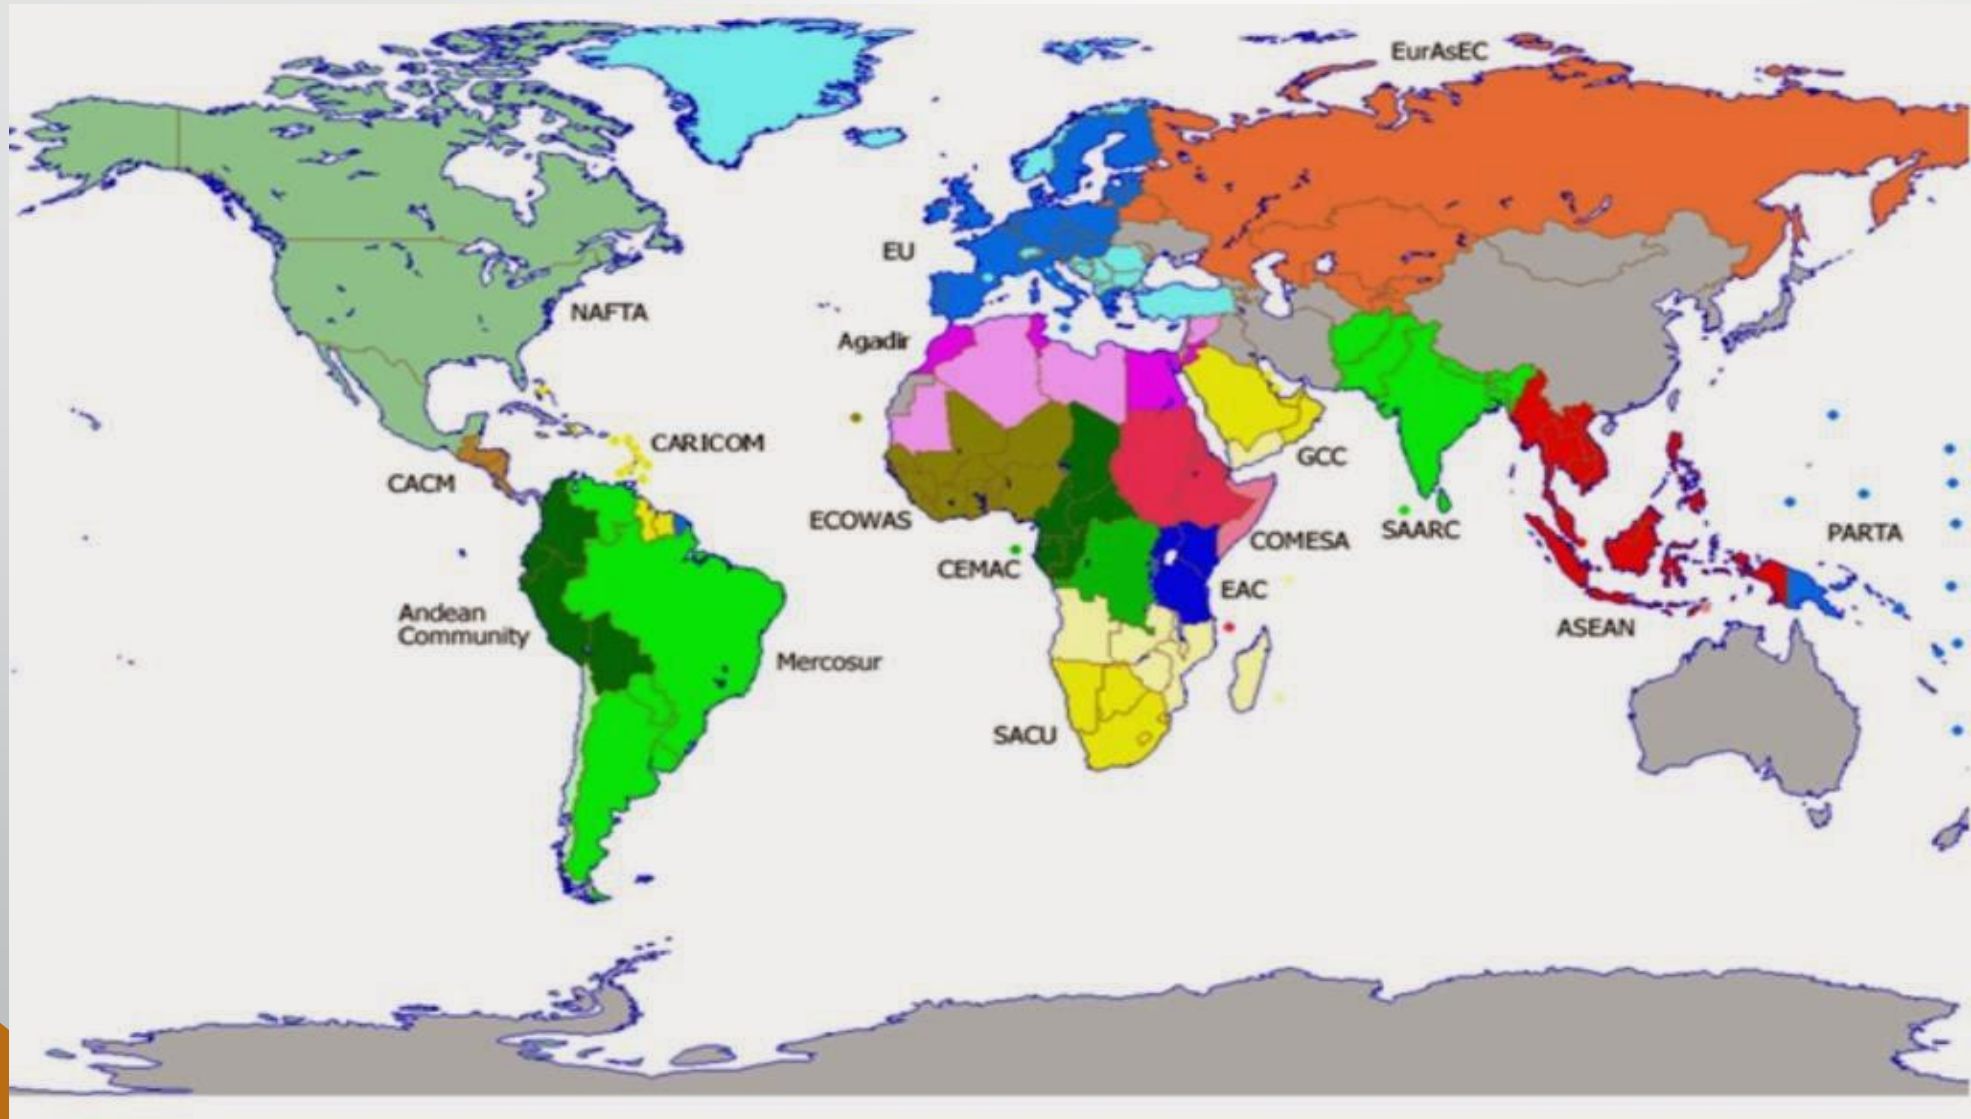 EurAsEC
EU
NAFTA
Agadir
CARICOM
GCC
CACM
ECOWAS
SAARC
COMESA
PARTA
CEMAC
EAC
Andean
Community
ASEAN
Mercosur
SACU